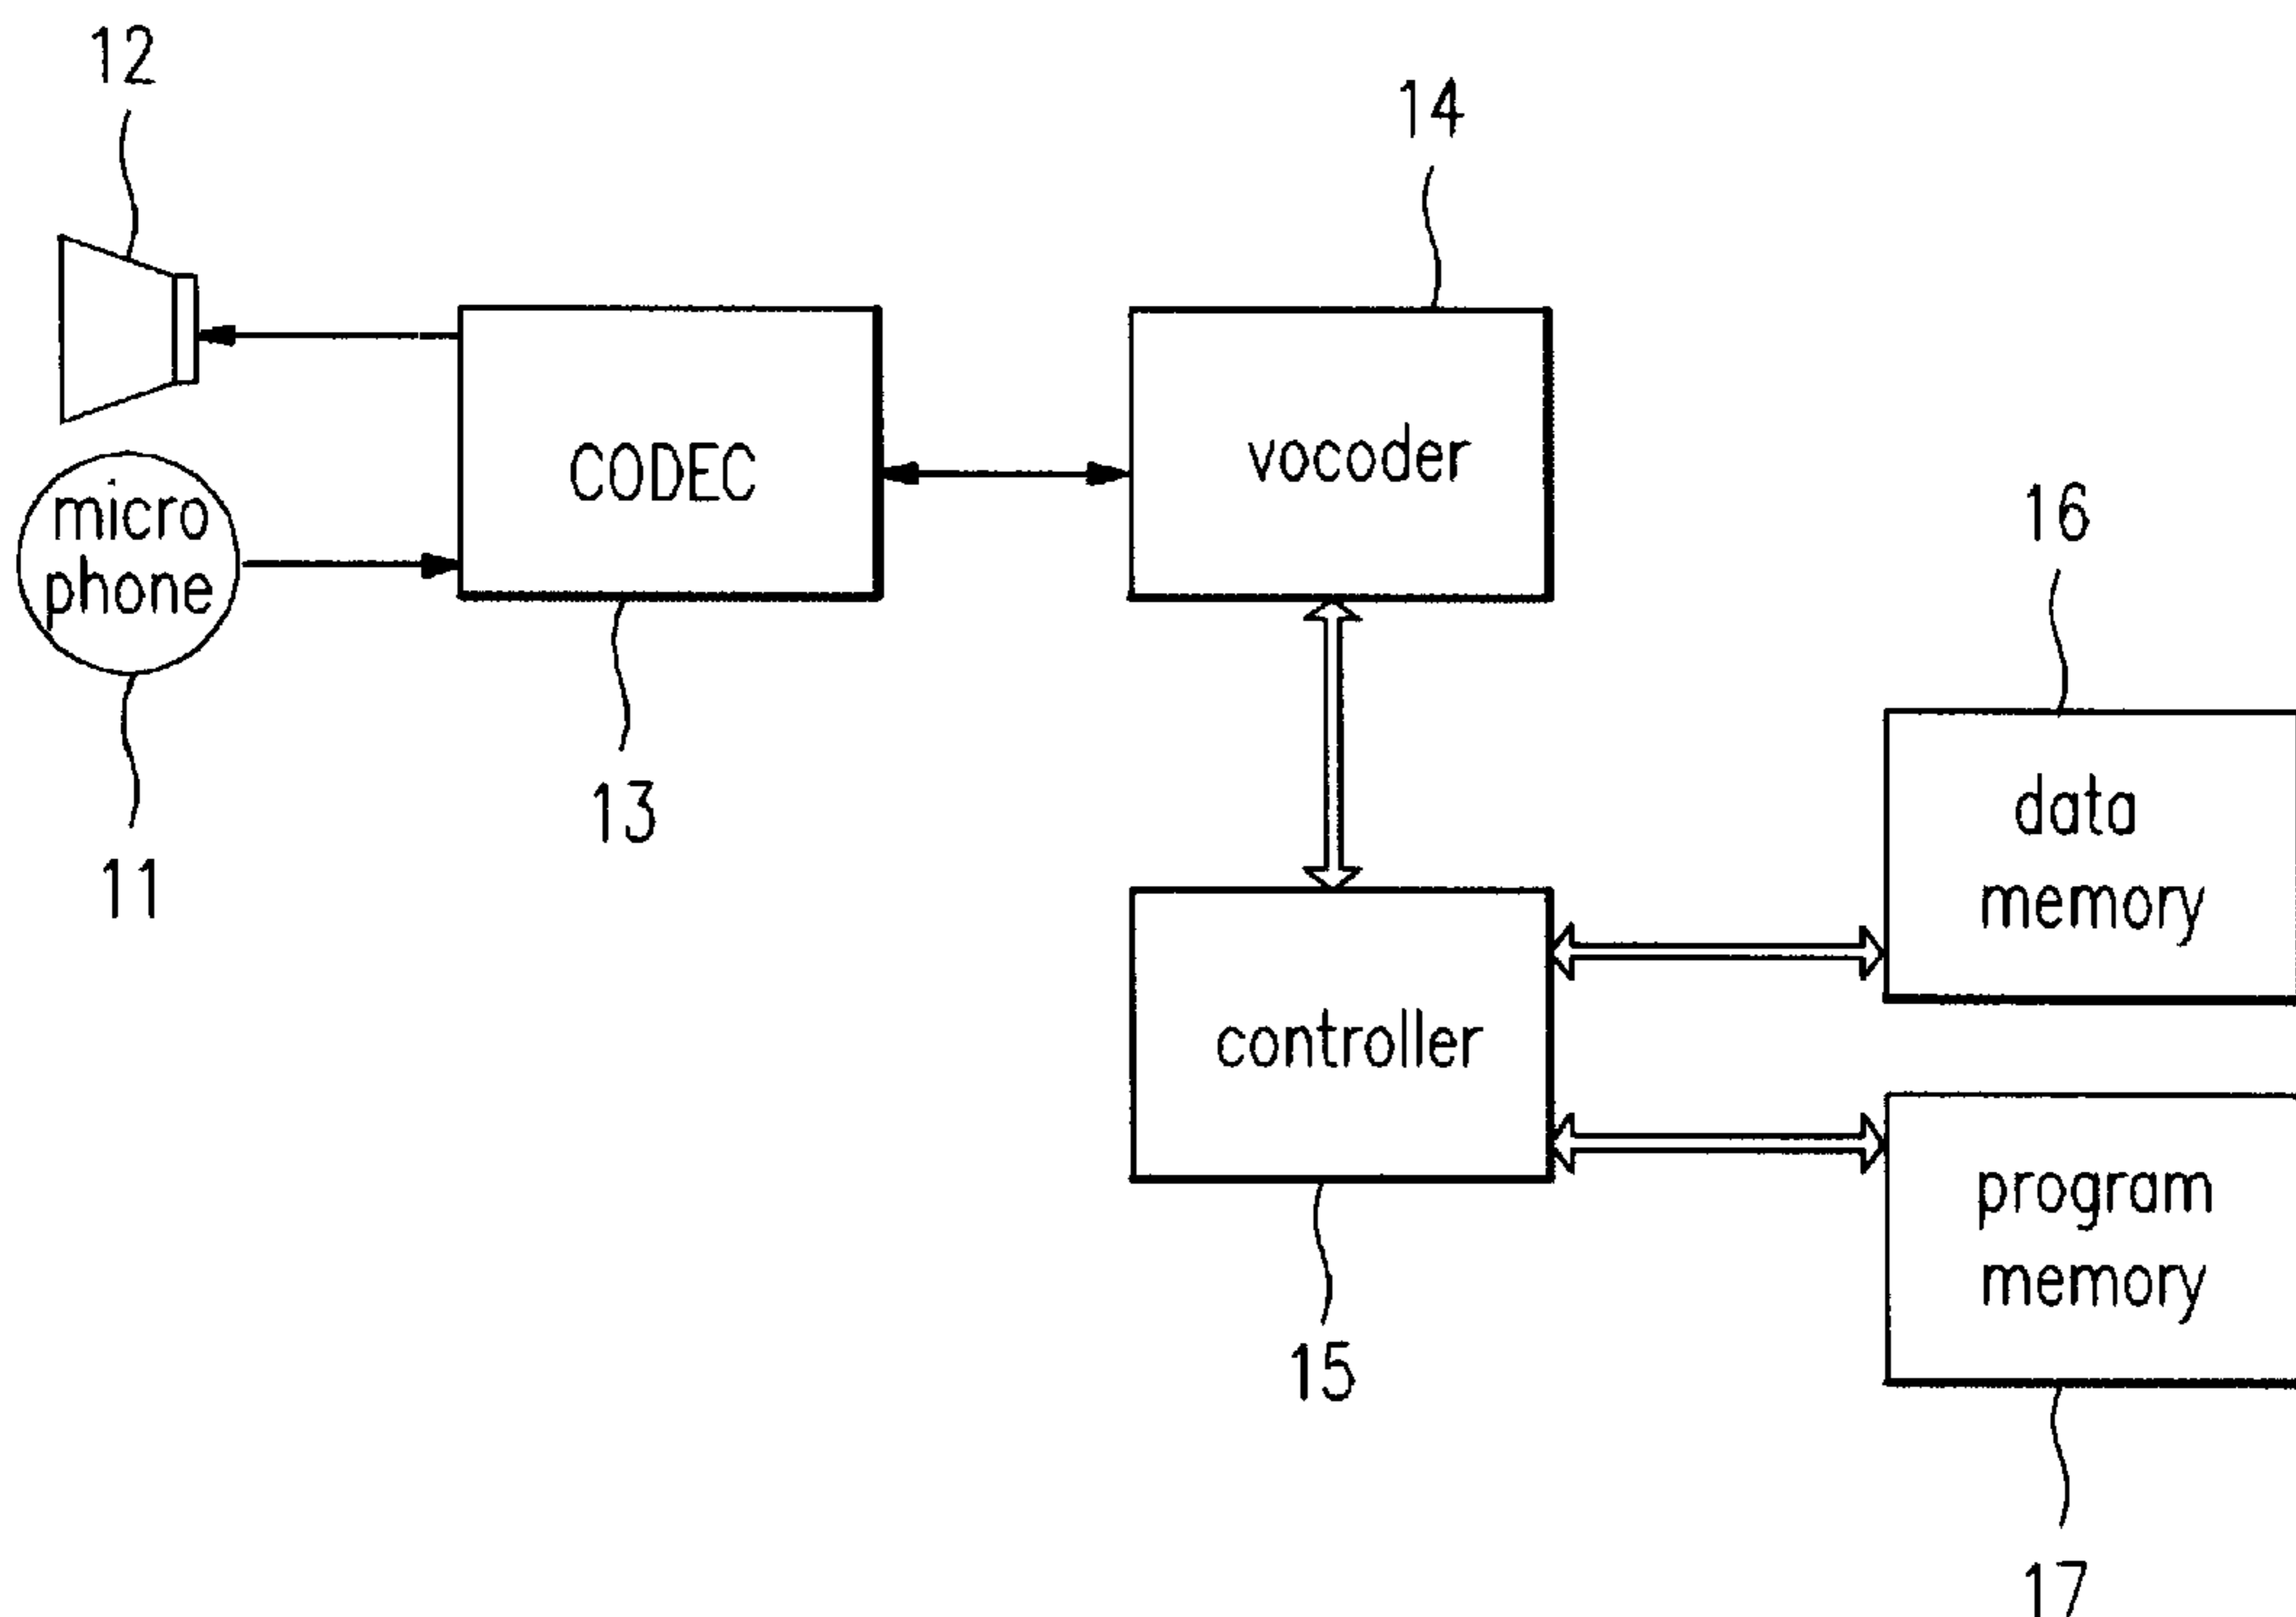 12
14
CODEC
vocoder
micro
phone
16
13
11
data
memory
controller
program
memory
15
17